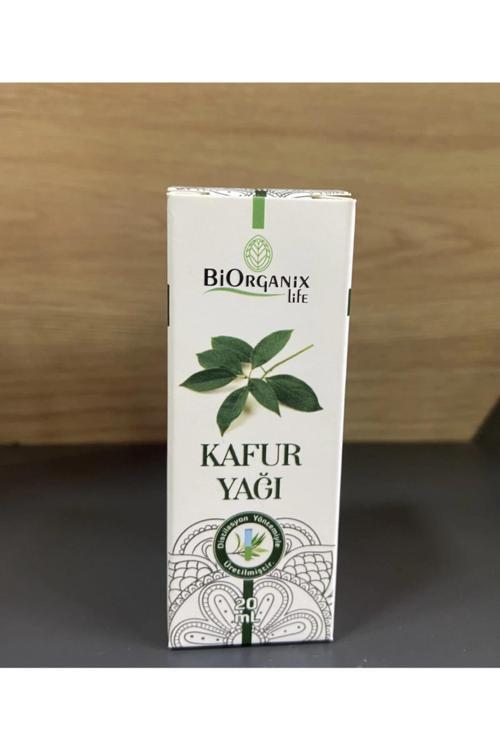 BiORGANiX
life
KAFUR
YAĞI
Distilasyon Yöntemiyle
Üretilmiştir.
20
mL